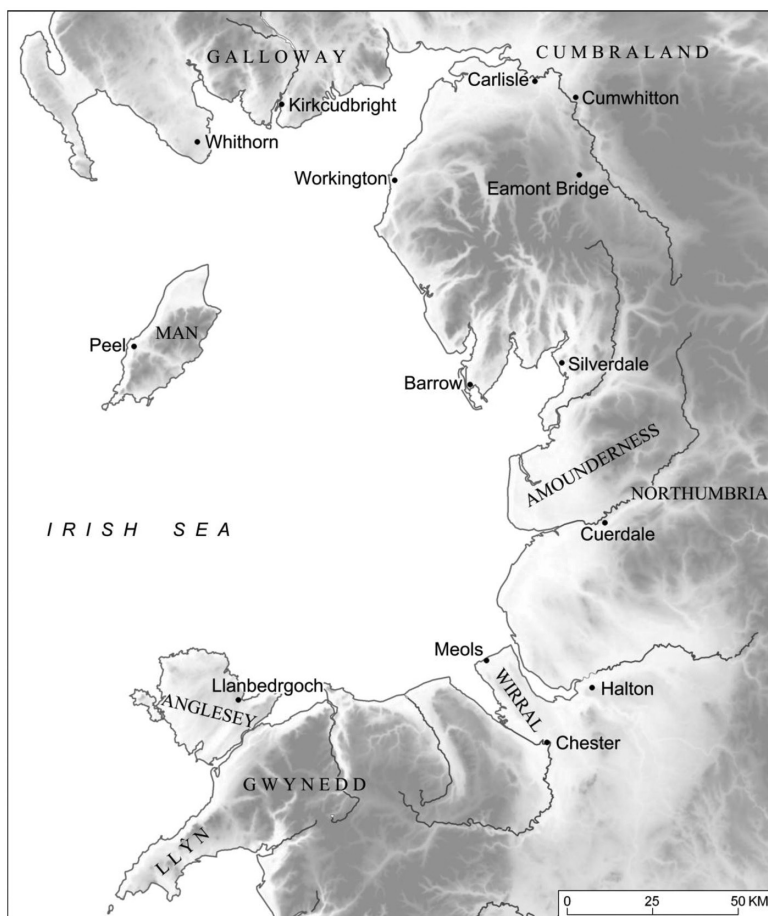 GALLOWAY
CUMBRALAND
Carlisle
Cumwhitton
Kirkcudbright
Whithorn
Workington
Eamont Bridge
MAN
Peel
Silverdale
Barrow
AMOUNDERNESS
NORTHUMBRIA
IRISH SEA
Cuerdale
Meols
Llanbedrgoch
WIRRAL
Halton
ANGLESEY
Chester
GWYNEDD
LLYN
0 25 50 KM